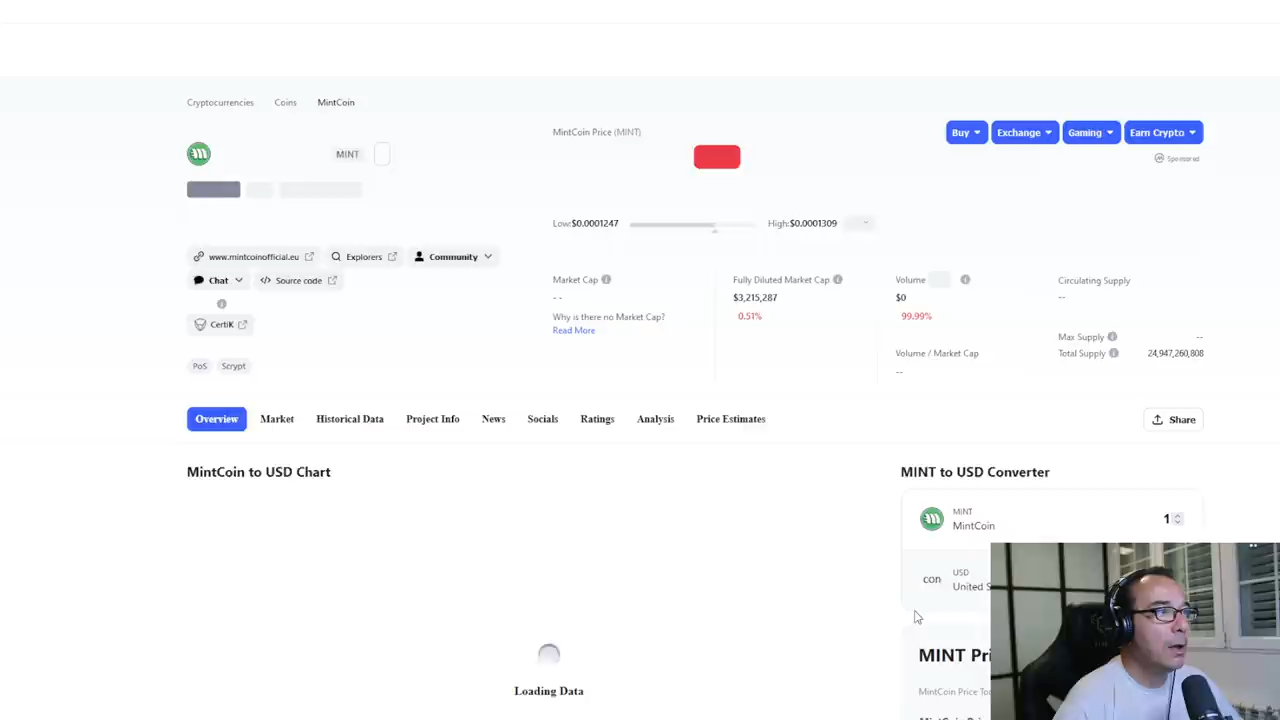 Cryptocurrencies Coins MintCoin
MINT
MintCoin Price (MINT)
Buy Exchange Gaming Earn Crypto
Sponsored
Low:$0.0001247 High:$0.0001309
www.mintcoinofficial.eu Explorers Community
Chat Source code
CertiK
PoS Scrypt
Market Cap
- -
Why is there no Market Cap?
Read More
Fully Diluted Market Cap
$3,215,287
0.51%
Volume
$0
99.99%
Volume / Market Cap
--
Circulating Supply
--
Max Supply --
Total Supply 24,947,260,808
Overview Market Historical Data Project Info News Socials Ratings Analysis Price Estimates
Share
MintCoin to USD Chart
Loading Data
MINT to USD Converter
MINT
MintCoin
1
con
USD
United S
MINT Pri
MintCoin Price To